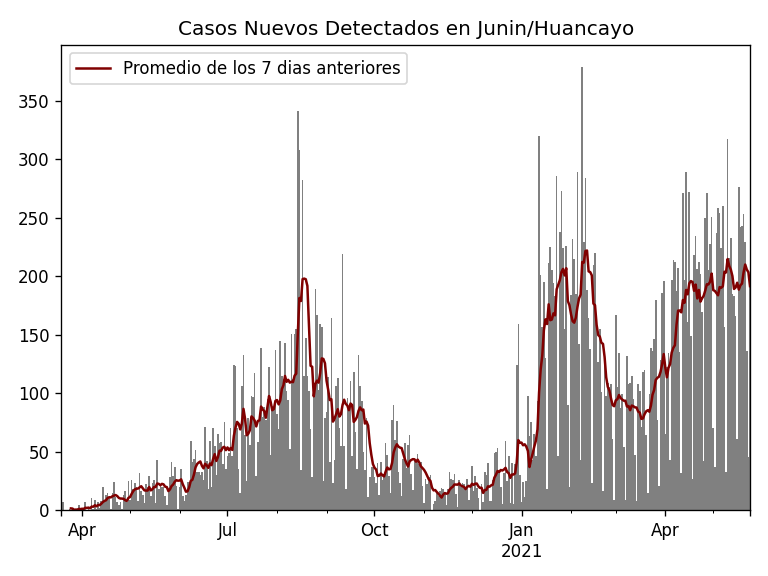 Casos Nuevos Detectados en Junin/Huancayo
Promedio de los 7 dias anteriores
350
300
250
200
150
100
50
0
Apr
Jul
Oct
Jan
2021
Apr